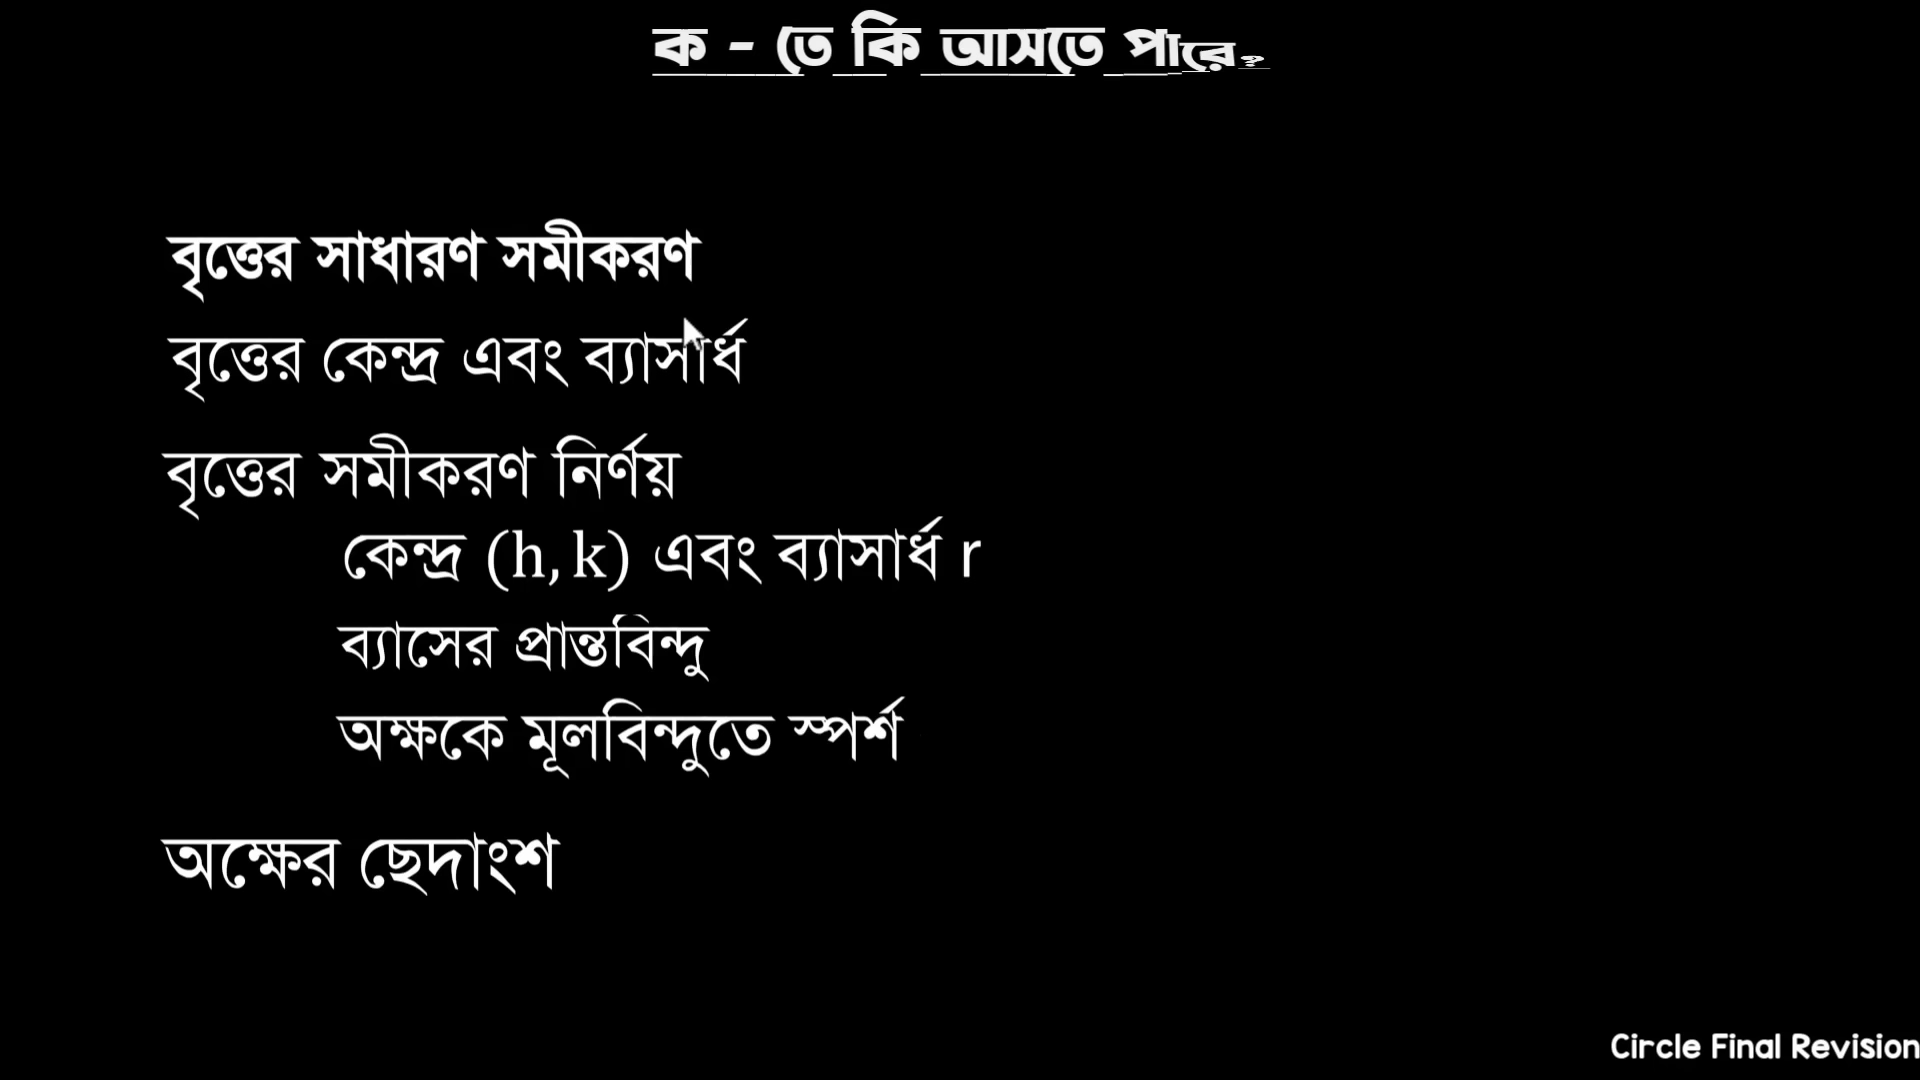 ক - তে কি আসতে পারে?
বৃত্তের সাধারণ সমীকরণ
বৃত্তের কেন্দ্র এবং ব্যাসার্ধ
বৃত্তের সমীকরণ নির্ণয়
কেন্দ্র (h, k) এবং ব্যাসার্ধ r
ব্যাসের প্রান্তবিন্দু
অক্ষকে মূলবিন্দুতে স্পর্শ
অক্ষের ছেদাংশ
Circle Final Revision